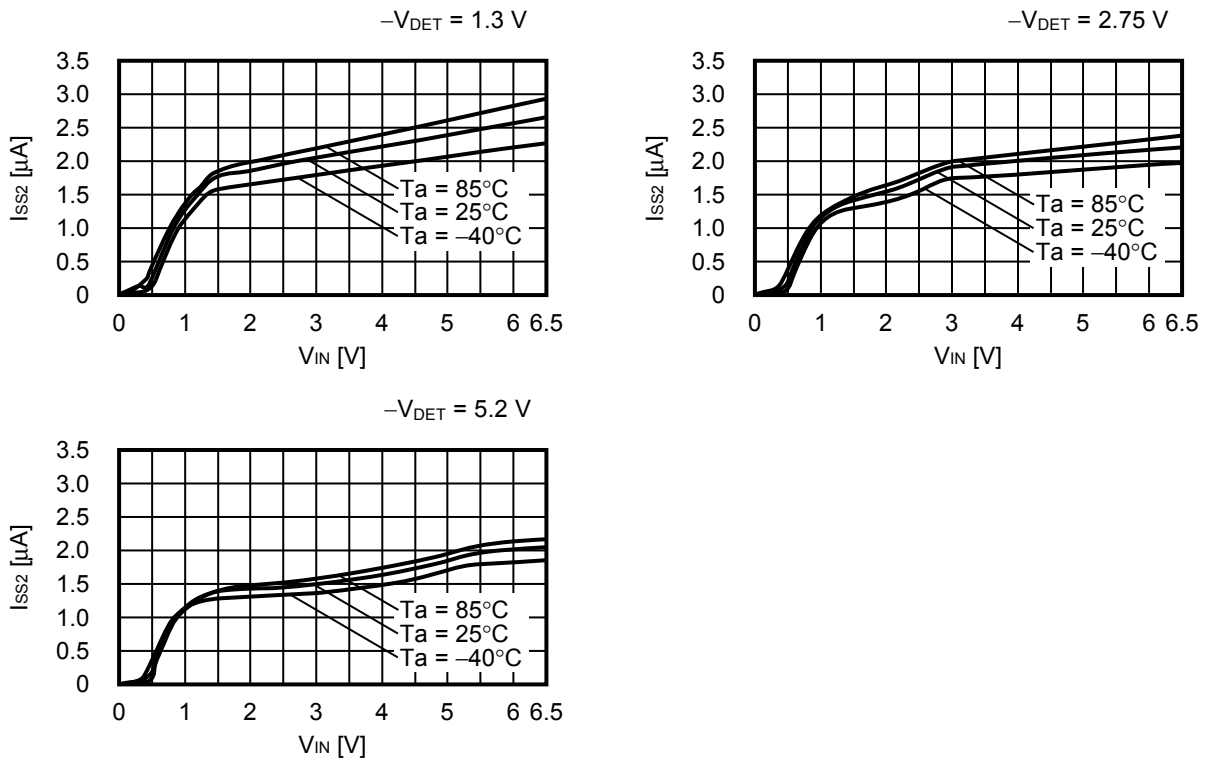 −VDET = 1.3 V
3.5
3.0
2.5
2.0
1.5
1.0
0.5
0
ISS2 [μA]
Ta = 85°C
Ta = 25°C
Ta = −40°C
0 1 2 3 4 5 6 6.5
VIN [V]
−VDET = 2.75 V
3.5
3.0
2.5
2.0
1.5
1.0
0.5
0
ISS2 [μA]
Ta = 85°C
Ta = 25°C
Ta = −40°C
0 1 2 3 4 5 6 6.5
VIN [V]
−VDET = 5.2 V
3.5
3.0
2.5
2.0
1.5
1.0
0.5
0
ISS2 [μA]
Ta = 85°C
Ta = 25°C
Ta = −40°C
0 1 2 3 4 5 6 6.5
VIN [V]